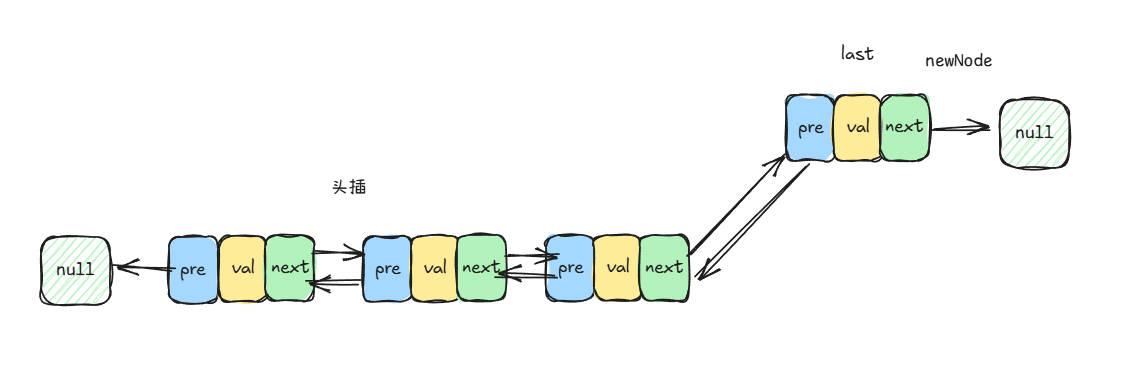 last
newNode
pre val next
null
头插
null
pre val next
pre val next
pre val next